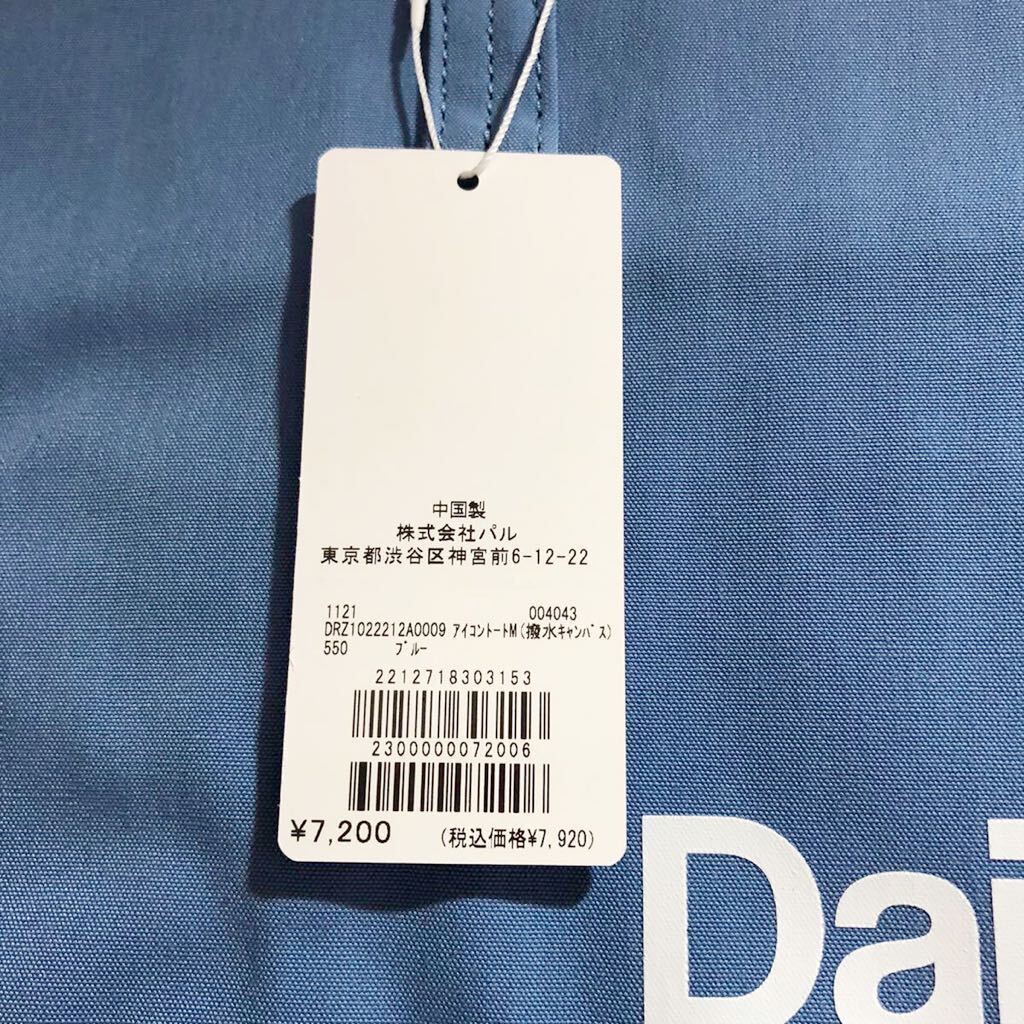 中国製
株式会社パル
東京都渋谷区神宮前6-12-22
1121 004043
DRZ1022212A0009 ｱｲｺﾝﾄｰﾄM(撥水ｷｬﾝﾊﾞｽ)
550 ﾌﾞﾙｰ
2212718303153
2300000072006
¥7,200 (税込価格¥7,920)
Dai